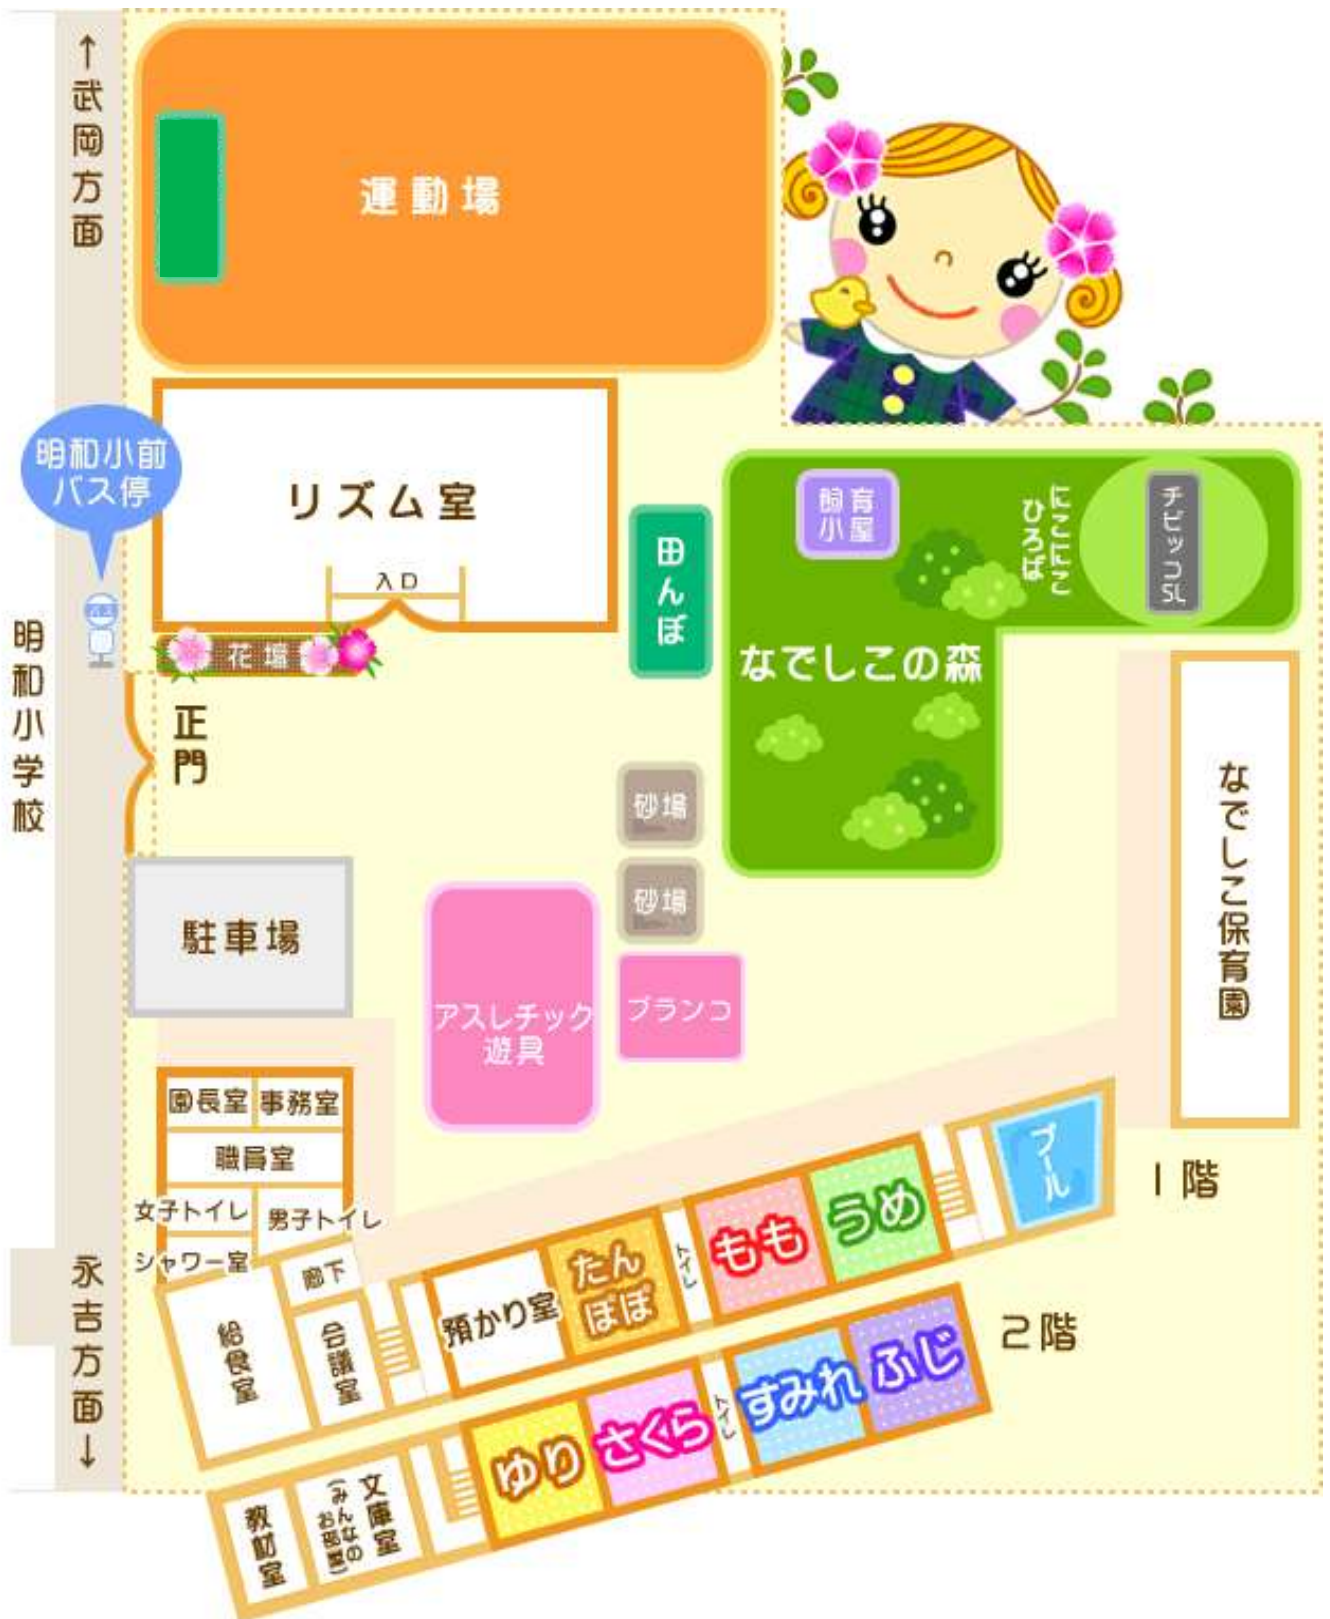 ↑武岡方面
運動場
明和小前
バス停
リズム室
入口
花壇
バス
明和小学校
正門
田んぼ
飼育
小屋
にこにこ
ひろば
チビッコSL
なでしこの森
砂場
砂場
なでしこ保育園
駐車場
アスレチック
遊具
ブランコ
園長室
事務室
職員室
女子トイレ
男子トイレ
シャワー室
廊下
給食室
会議室
預かり室
たん
ぽぽ
トイレ
もも
うめ
プール
1階
永吉方面↓
教材室
文庫室
(みんなの
お部屋)
ゆり
さくら
トイレ
すみれ
ふじ
2階